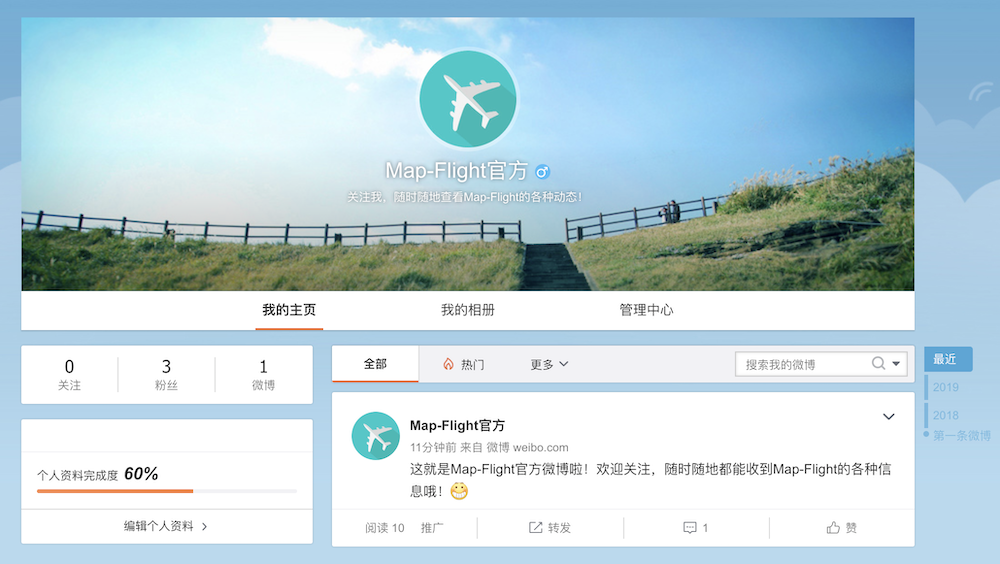 Map-Flight官方
关注我，随时随地查看Map-Flight的各种动态！
我的主页 我的相册 管理中心
0 3 1
关注 粉丝 微博
个人资料完成度 60%
编辑个人资料
全部 热门 更多 搜索我的微博
Map-Flight官方
11分钟前 来自 微博 weibo.com
这就是Map-Flight官方微博啦！欢迎关注，随时随地都能收到Map-Flight的各种信
息哦！😁
阅读 10 推广 转发 1 赞
最近
2019
2018
第一条微博